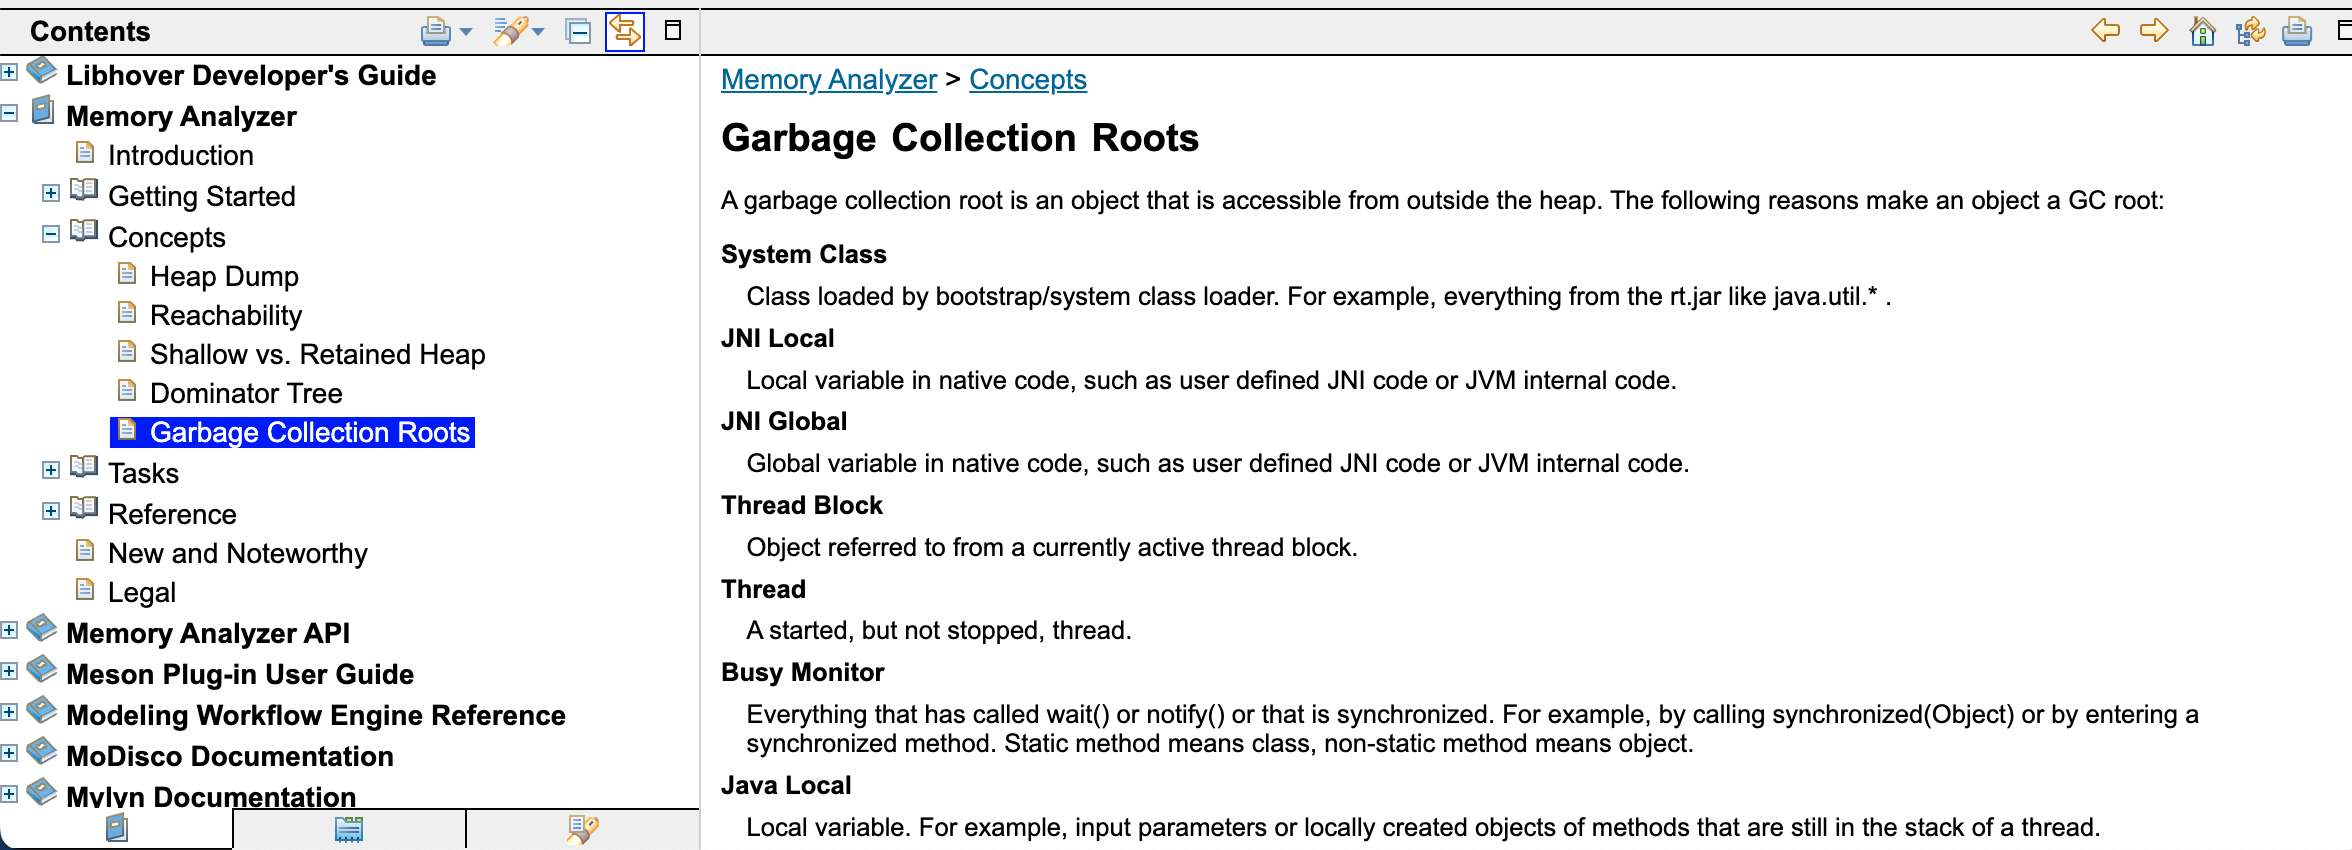 Contents
Libhover Developer's Guide
Memory Analyzer
Introduction
Getting Started
Concepts
Heap Dump
Reachability
Shallow vs. Retained Heap
Dominator Tree
Garbage Collection Roots
Tasks
Reference
New and Noteworthy
Legal
Memory Analyzer API
Meson Plug-in User Guide
Modeling Workflow Engine Reference
MoDisco Documentation
Mylyn Documentation
Memory Analyzer > Concepts
Garbage Collection Roots
A garbage collection root is an object that is accessible from outside the heap. The following reasons make an object a GC root:
System Class
Class loaded by bootstrap/system class loader. For example, everything from the rt.jar like java.util.* .
JNI Local
Local variable in native code, such as user defined JNI code or JVM internal code.
JNI Global
Global variable in native code, such as user defined JNI code or JVM internal code.
Thread Block
Object referred to from a currently active thread block.
Thread
A started, but not stopped, thread.
Busy Monitor
Everything that has called wait() or notify() or that is synchronized. For example, by calling synchronized(Object) or by entering a
synchronized method. Static method means class, non-static method means object.
Java Local
Local variable. For example, input parameters or locally created objects of methods that are still in the stack of a thread.